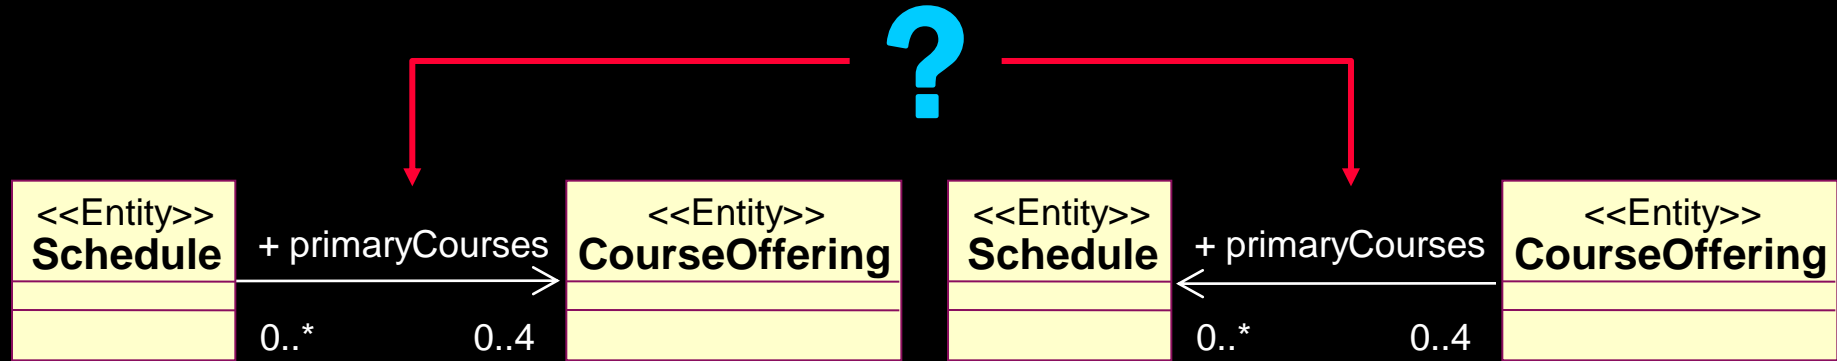 ?
<<Entity>>
Schedule
+ primaryCourses
0..*
0..4
<<Entity>>
CourseOffering
<<Entity>>
Schedule
+ primaryCourses
0..*
0..4
<<Entity>>
CourseOffering